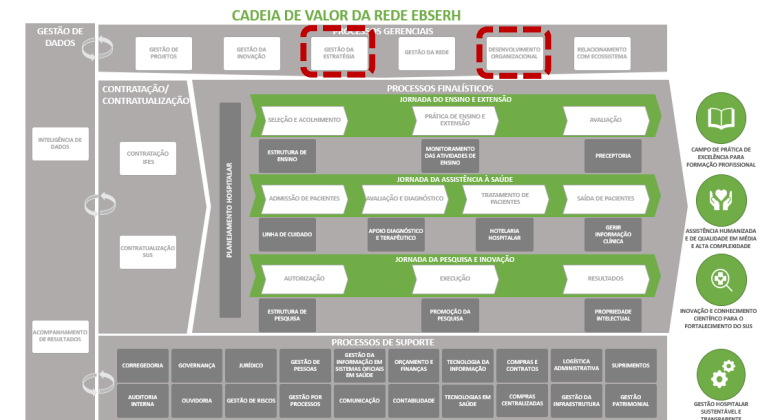 CADEIA DE VALOR DA REDE EBSERH
GESTÃO DE
DADOS
PROCESSOS GERENCIAIS
GESTÃO DE
PROJETOS
GESTÃO DA
INOVAÇÃO
GESTÃO DA
ESTRATÉGIA
GESTÃO DA REDE
DESENVOLVIMENTO
ORGANIZACIONAL
RELACIONAMENTO
COM ECOSSISTEMA
INTELIGÊNCIA DE
DADOS
ACOMPANHAMENTO
DE RESULTADOS
CONTRATAÇÃO/
CONTRATUALIZAÇÃO
CONTRATAÇÃO
IFES
CONTRATUALIZAÇÃO
SUS
PLANEJAMENTO HOSPITALAR
PROCESSOS FINALÍSTICOS
JORNADA DO ENSINO E EXTENSÃO
SELEÇÃO E ACOLHIMENTO
PRÁTICA DE ENSINO E
EXTENSÃO
AVALIAÇÃO
ESTRUTURA DE
ENSINO
MONITORAMENTO
DAS ATIVIDADES DE
ENSINO
PRECEPTORIA
JORNADA DA ASSISTÊNCIA À SAÚDE
ADMISSÃO DE PACIENTES
AVALIAÇÃO E DIAGNÓSTICO
TRATAMENTO DE
PACIENTES
SAÍDA DE PACIENTES
LINHA DE CUIDADO
APOIO DIAGNÓSTICO
E TERAPÊUTICO
HOTELARIA
HOSPITALAR
GERIR
INFORMAÇÃO
CLÍNICA
JORNADA DA PESQUISA E INOVAÇÃO
AUTORIZAÇÃO
EXECUÇÃO
RESULTADOS
ESTRUTURA DE
PESQUISA
PROMOÇÃO DA
PESQUISA
PROPRIEDADE
INTELECTUAL
PROCESSOS DE SUPORTE
CORREGEDORIA
GOVERNANÇA
JURÍDICO
GESTÃO DE
PESSOAS
GESTÃO DA
INFORMAÇÃO EM
SISTEMAS OFICIAIS
EM SAÚDE
ORÇAMENTO E
FINANÇAS
TECNOLOGIA DA
INFORMAÇÃO
COMPRAS E
CONTRATOS
LOGÍSTICA
ADMINISTRATIVA
SUPRIMENTOS
AUDITORIA
INTERNA
OUVIDORIA
GESTÃO DE RISCOS
GESTÃO POR
PROCESSOS
COMUNICAÇÃO
CONTABILIDADE
TECNOLOGIAS EM
SAÚDE
COMPRAS
CENTRALIZADAS
GESTÃO DA
INFRAESTRUTURA
GESTÃO
PATRIMONIAL
CAMPO DE PRÁTICA DE
EXCELÊNCIA PARA
FORMAÇÃO PROFISSIONAL
ASSISTÊNCIA HUMANIZADA
E DE QUALIDADE EM MÉDIA
E ALTA COMPLEXIDADE
INOVAÇÃO E CONHECIMENTO
CIENTÍFICO PARA O
FORTALECIMENTO DO SUS
GESTÃO HOSPITALAR
SUSTENTÁVEL E
TRANSPARENTE